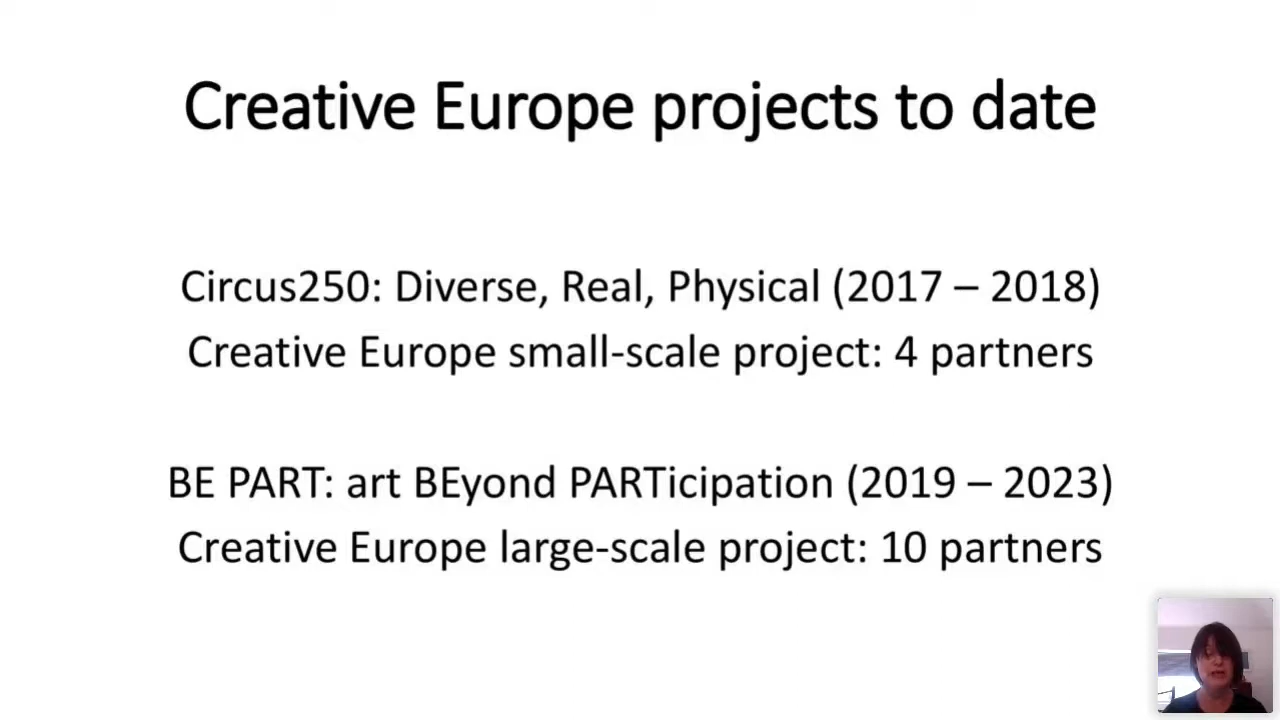 Creative Europe projects to date
Circus250: Diverse, Real, Physical (2017 – 2018)
Creative Europe small-scale project: 4 partners
BE PART: art BEyond PARTicipation (2019 – 2023)
Creative Europe large-scale project: 10 partners